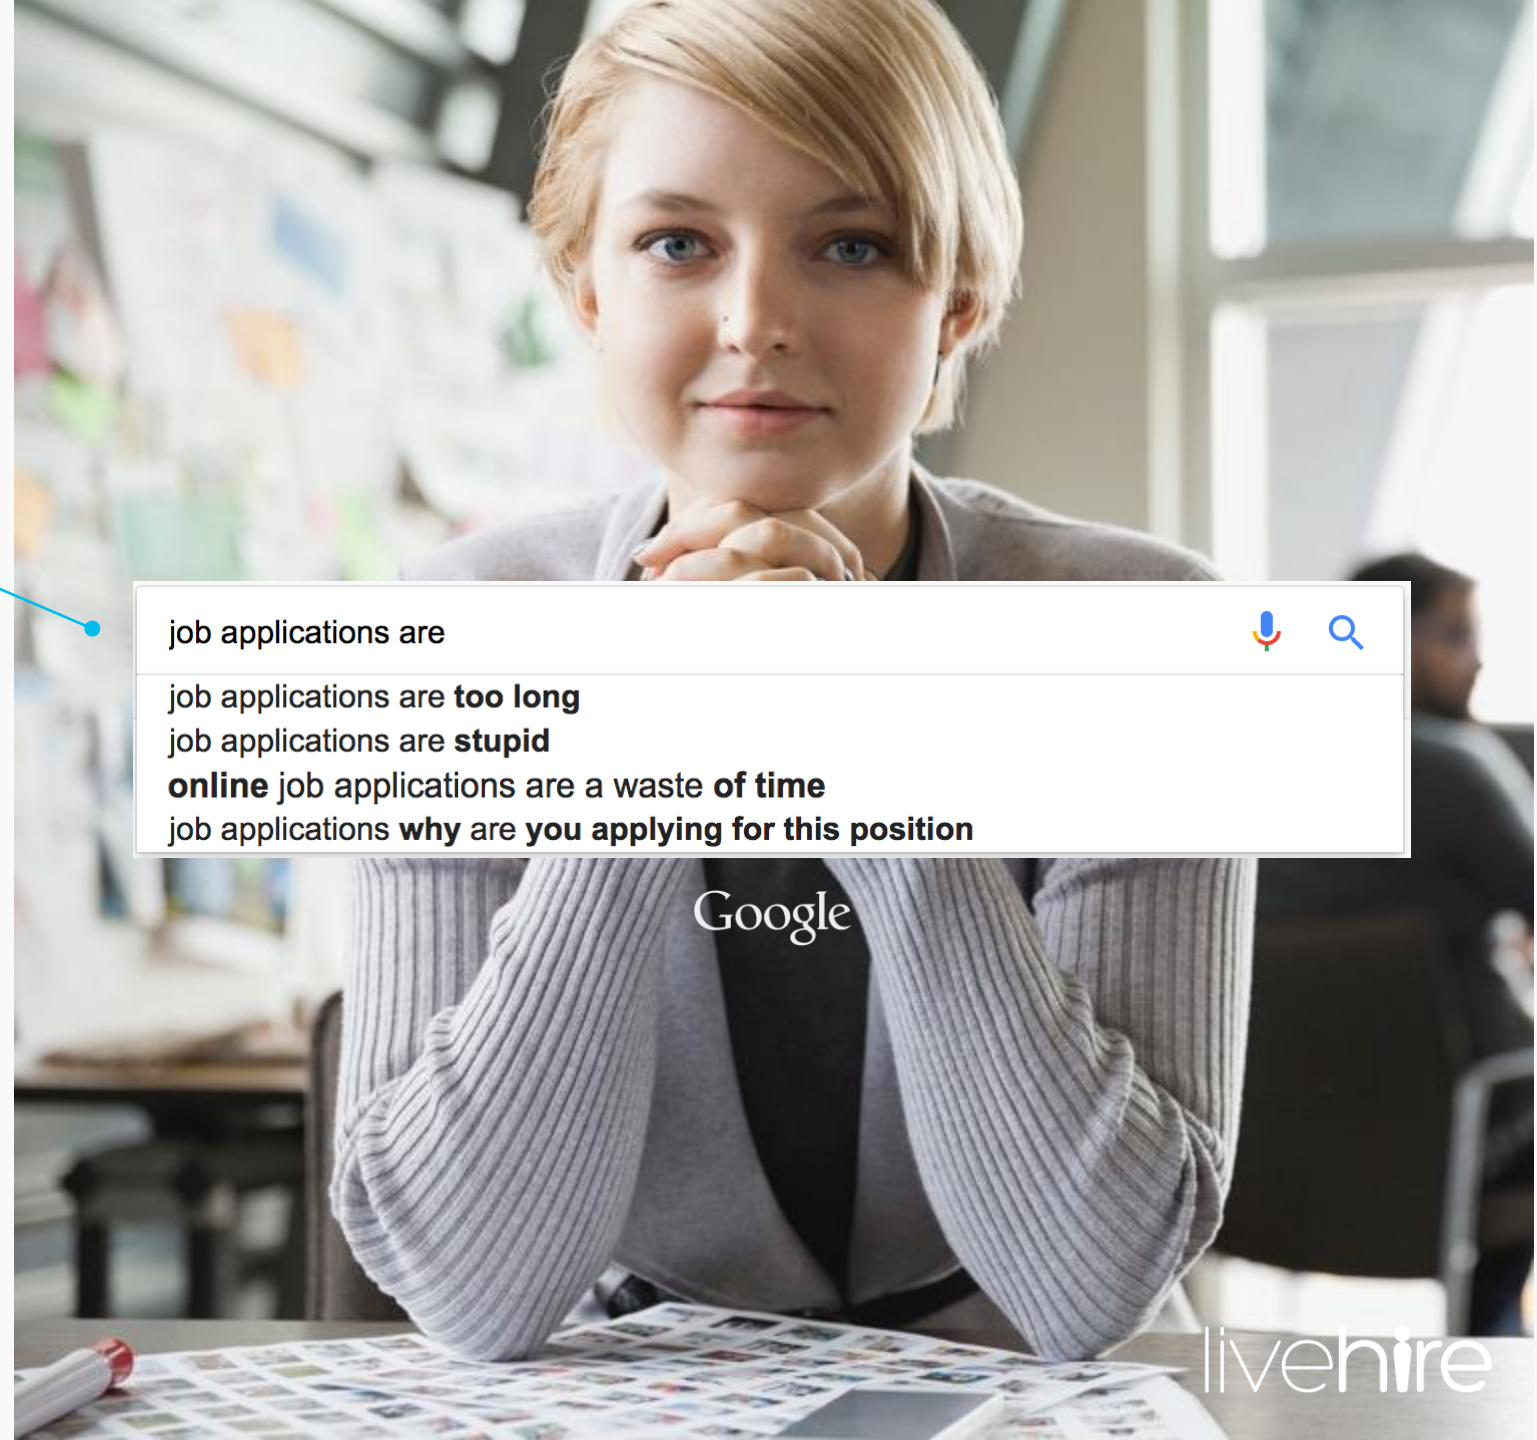 job applications are
job applications are too long
job applications are stupid
online job applications are a waste of time
job applications why are you applying for this position
Google
livehire